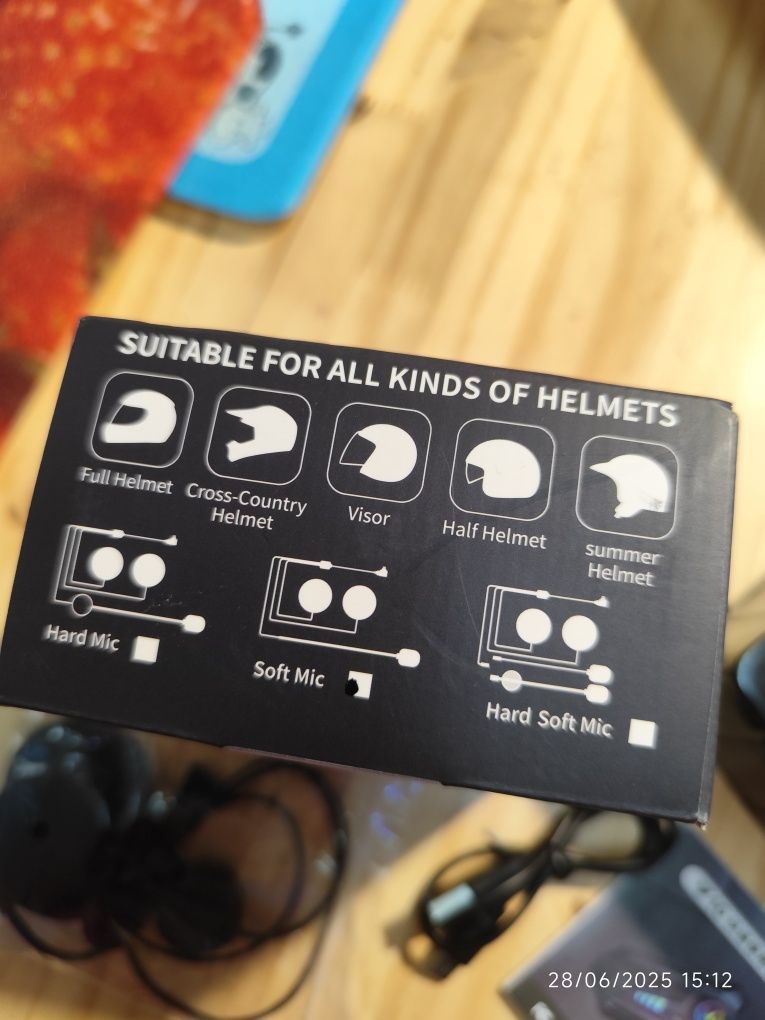 SUITABLE FOR ALL KINDS OF HELMETS
Full Helmet
Cross-Country
Helmet
Visor
Half Helmet
summer
Helmet
Hard Mic
Soft Mic
Hard Soft Mic
28/06/2025 15:12